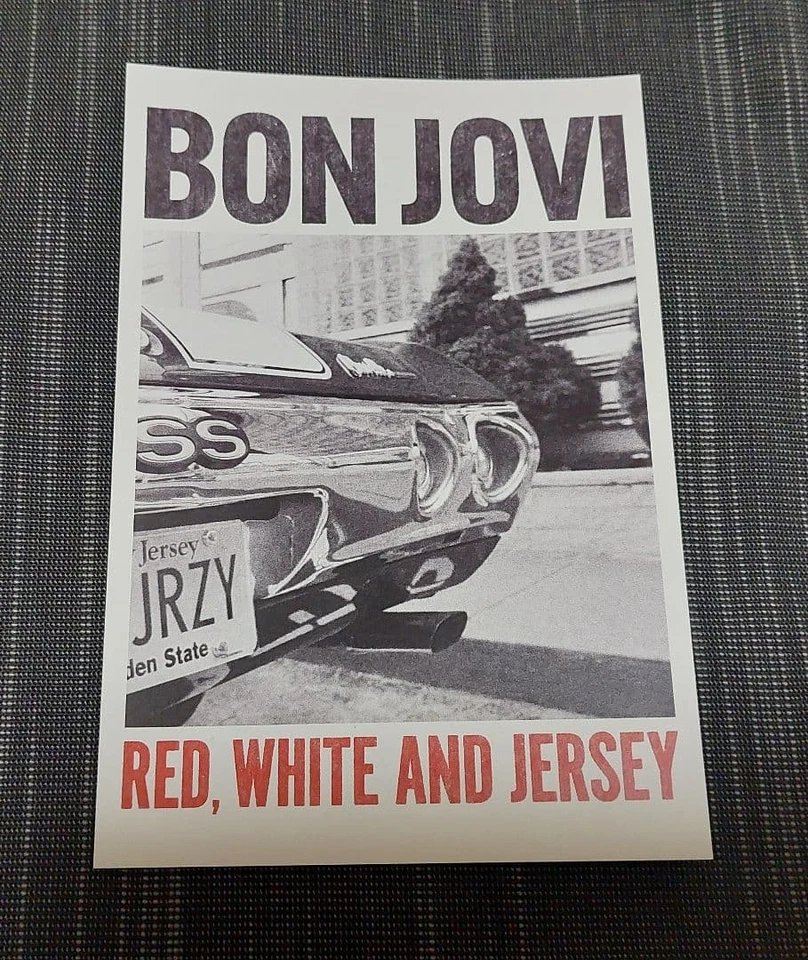 BON JOVI
SS
Jersey
JRZY
den State
RED, WHITE AND JERSEY